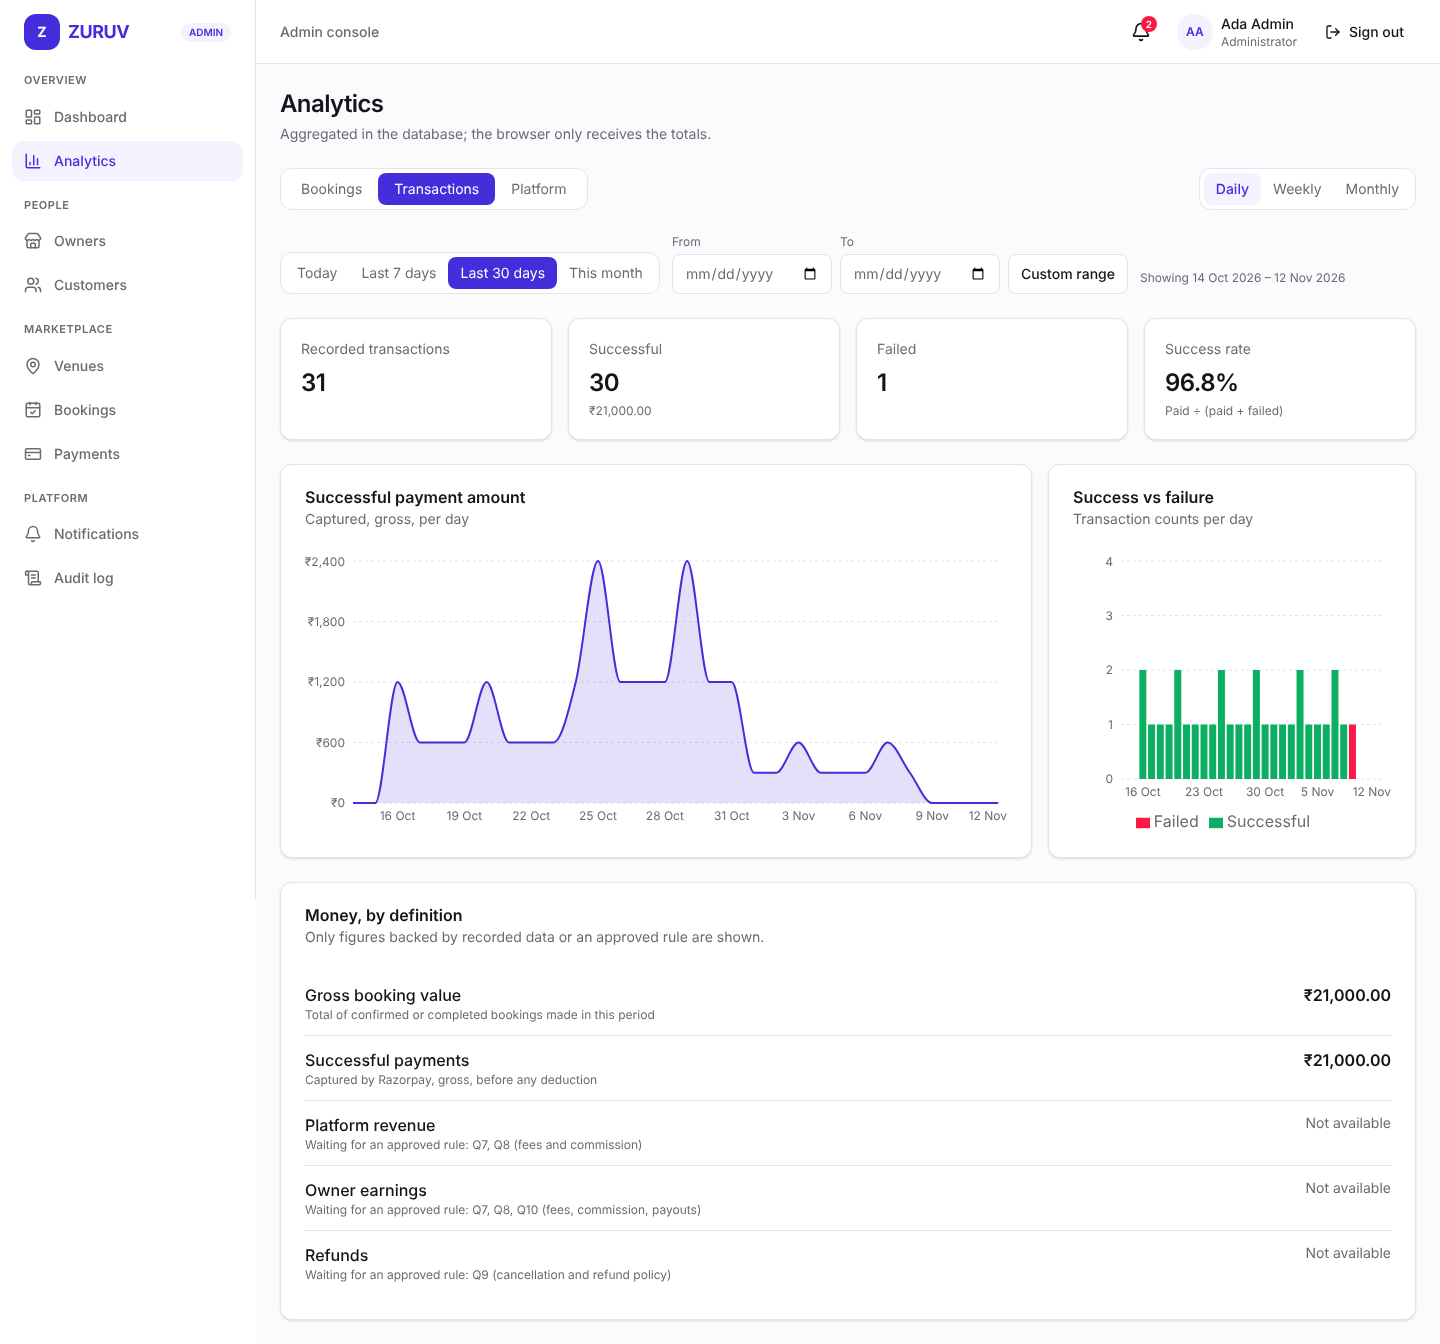 Z ZURUV ADMIN
OVERVIEW
Dashboard
Analytics
PEOPLE
Owners
Customers
MARKETPLACE
Venues
Bookings
Payments
PLATFORM
Notifications
Audit log
Admin console
2
AA
Ada Admin
Administrator
Sign out
Analytics
Aggregated in the database; the browser only receives the totals.
Bookings Transactions Platform
Daily Weekly Monthly
Today Last 7 days Last 30 days This month
From
mm/dd/yyyy
To
mm/dd/yyyy
Custom range
Showing 14 Oct 2026 – 12 Nov 2026
Recorded transactions
31
Successful
30
₹21,000.00
Failed
1
Success rate
96.8%
Paid ÷ (paid + failed)
Successful payment amount
Captured, gross, per day
₹2,400
₹1,800
₹1,200
₹600
₹0
16 Oct 19 Oct 22 Oct 25 Oct 28 Oct 31 Oct 3 Nov 6 Nov 9 Nov 12 Nov
Success vs failure
Transaction counts per day
4
3
2
1
0
16 Oct 23 Oct 30 Oct 5 Nov 12 Nov
Failed Successful
Money, by definition
Only figures backed by recorded data or an approved rule are shown.
Gross booking value ₹21,000.00
Total of confirmed or completed bookings made in this period
Successful payments ₹21,000.00
Captured by Razorpay, gross, before any deduction
Platform revenue Not available
Waiting for an approved rule: Q7, Q8 (fees and commission)
Owner earnings Not available
Waiting for an approved rule: Q7, Q8, Q10 (fees, commission, payouts)
Refunds Not available
Waiting for an approved rule: Q9 (cancellation and refund policy)